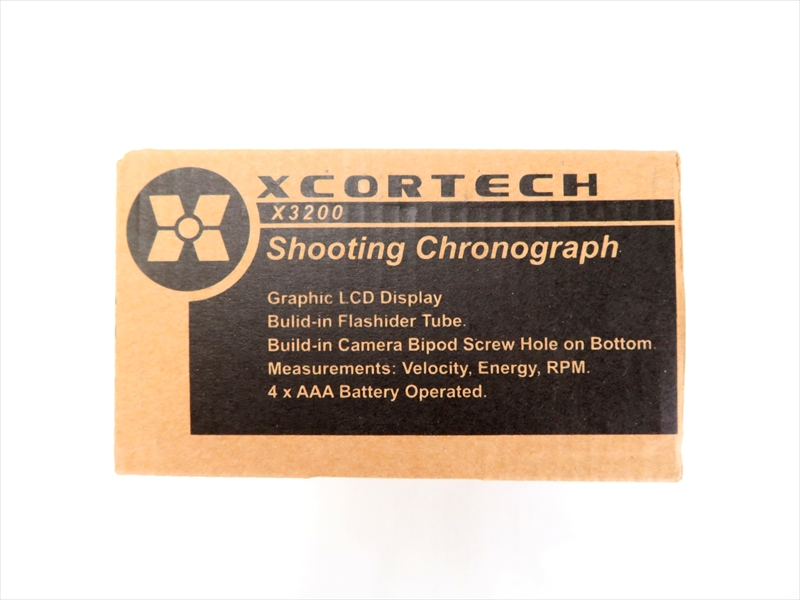 XCORTECH
X3200
Shooting Chronograph
Graphic LCD Display
Bulid-in Flashider Tube.
Build-in Camera Bipod Screw Hole on Bottom.
Measurements: Velocity, Energy, RPM.
4 x AAA Battery Operated.